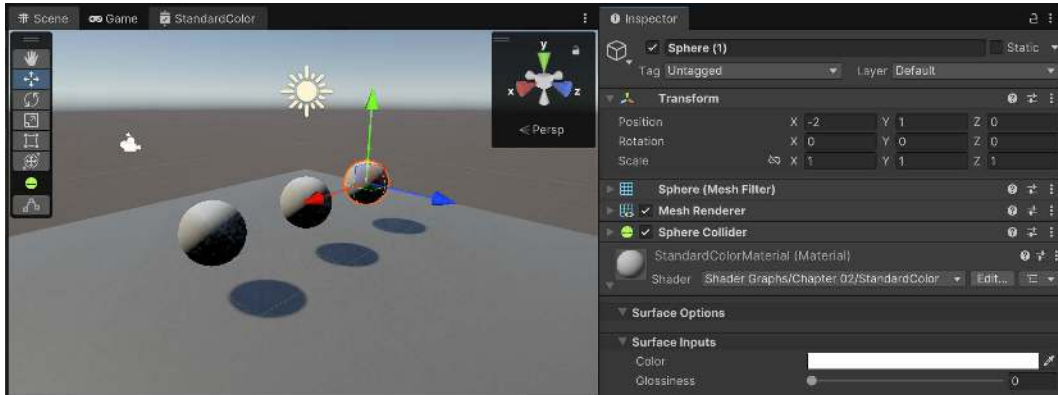 Scene Game StandardColor
y
x z
Persp
Inspector
Sphere (1) Static
Tag Untagged Layer Default
Transform
Position X -2 Y 1 Z 0
Rotation X 0 Y 0 Z 0
Scale X 1 Y 1 Z 1
Sphere (Mesh Filter)
Mesh Renderer
Sphere Collider
StandardColorMaterial (Material)
Shader Shader Graphs/Chapter 02/StandardColor Edit...
Surface Options
Surface Inputs
Color
Glossiness 0